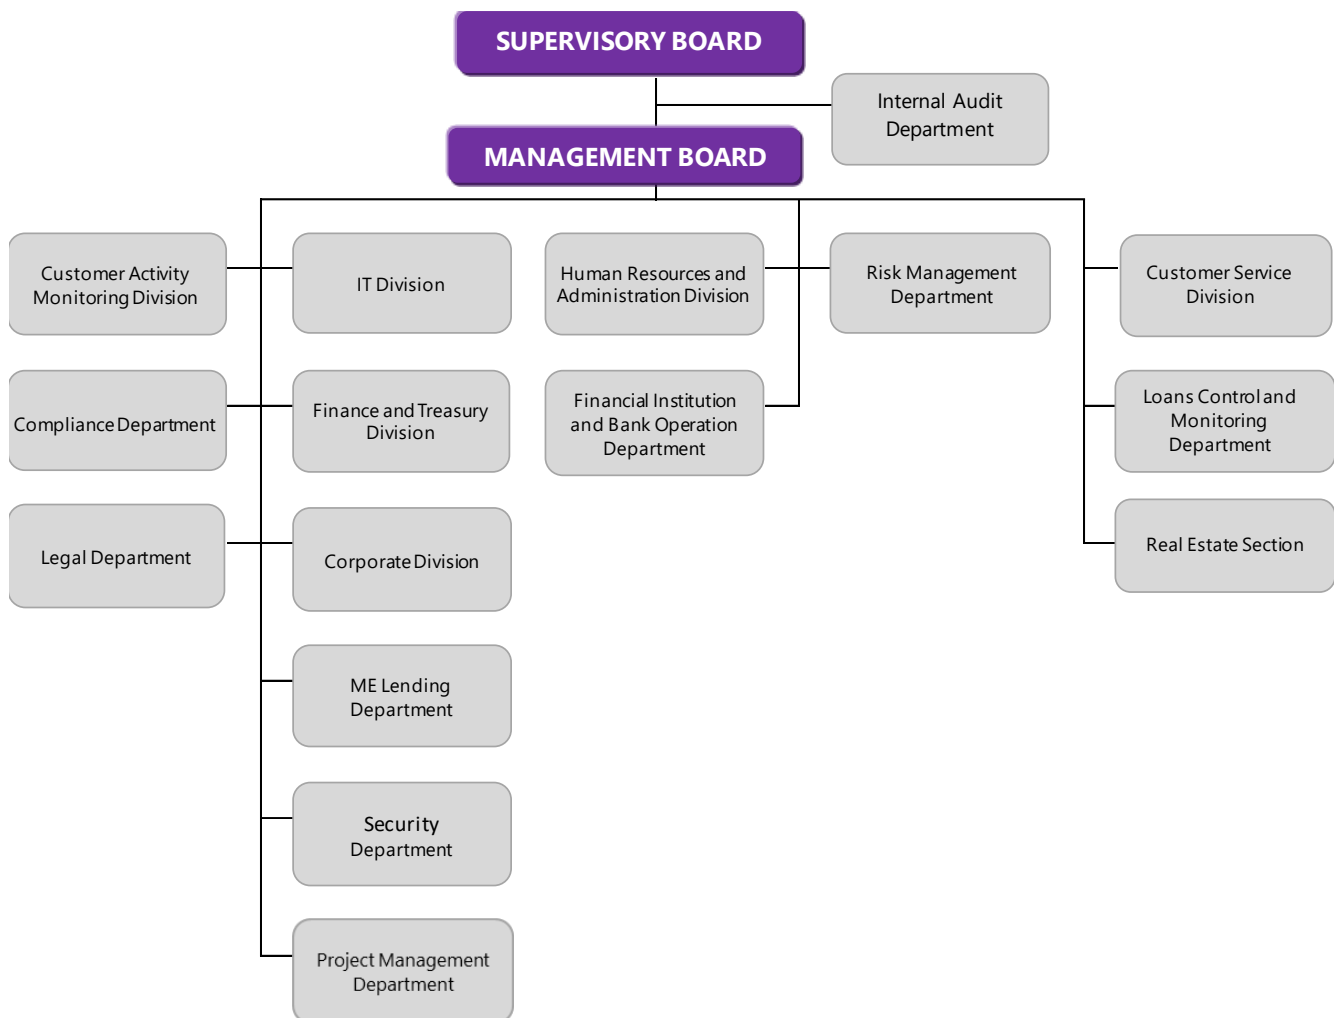 SUPERVISORY BOARD
Internal Audit
Department
MANAGEMENT BOARD
Customer Activity
Monitoring Division
IT Division
Human Resources and
Administration Division
Risk Management
Department
Customer Service
Division
Compliance Department
Finance and Treasury
Division
Financial Institution
and Bank Operation
Department
Loans Control and
Monitoring
Department
Legal Department
Corporate Division
Real Estate Section
ME Lending
Department
Security
Department
Project Management
Department